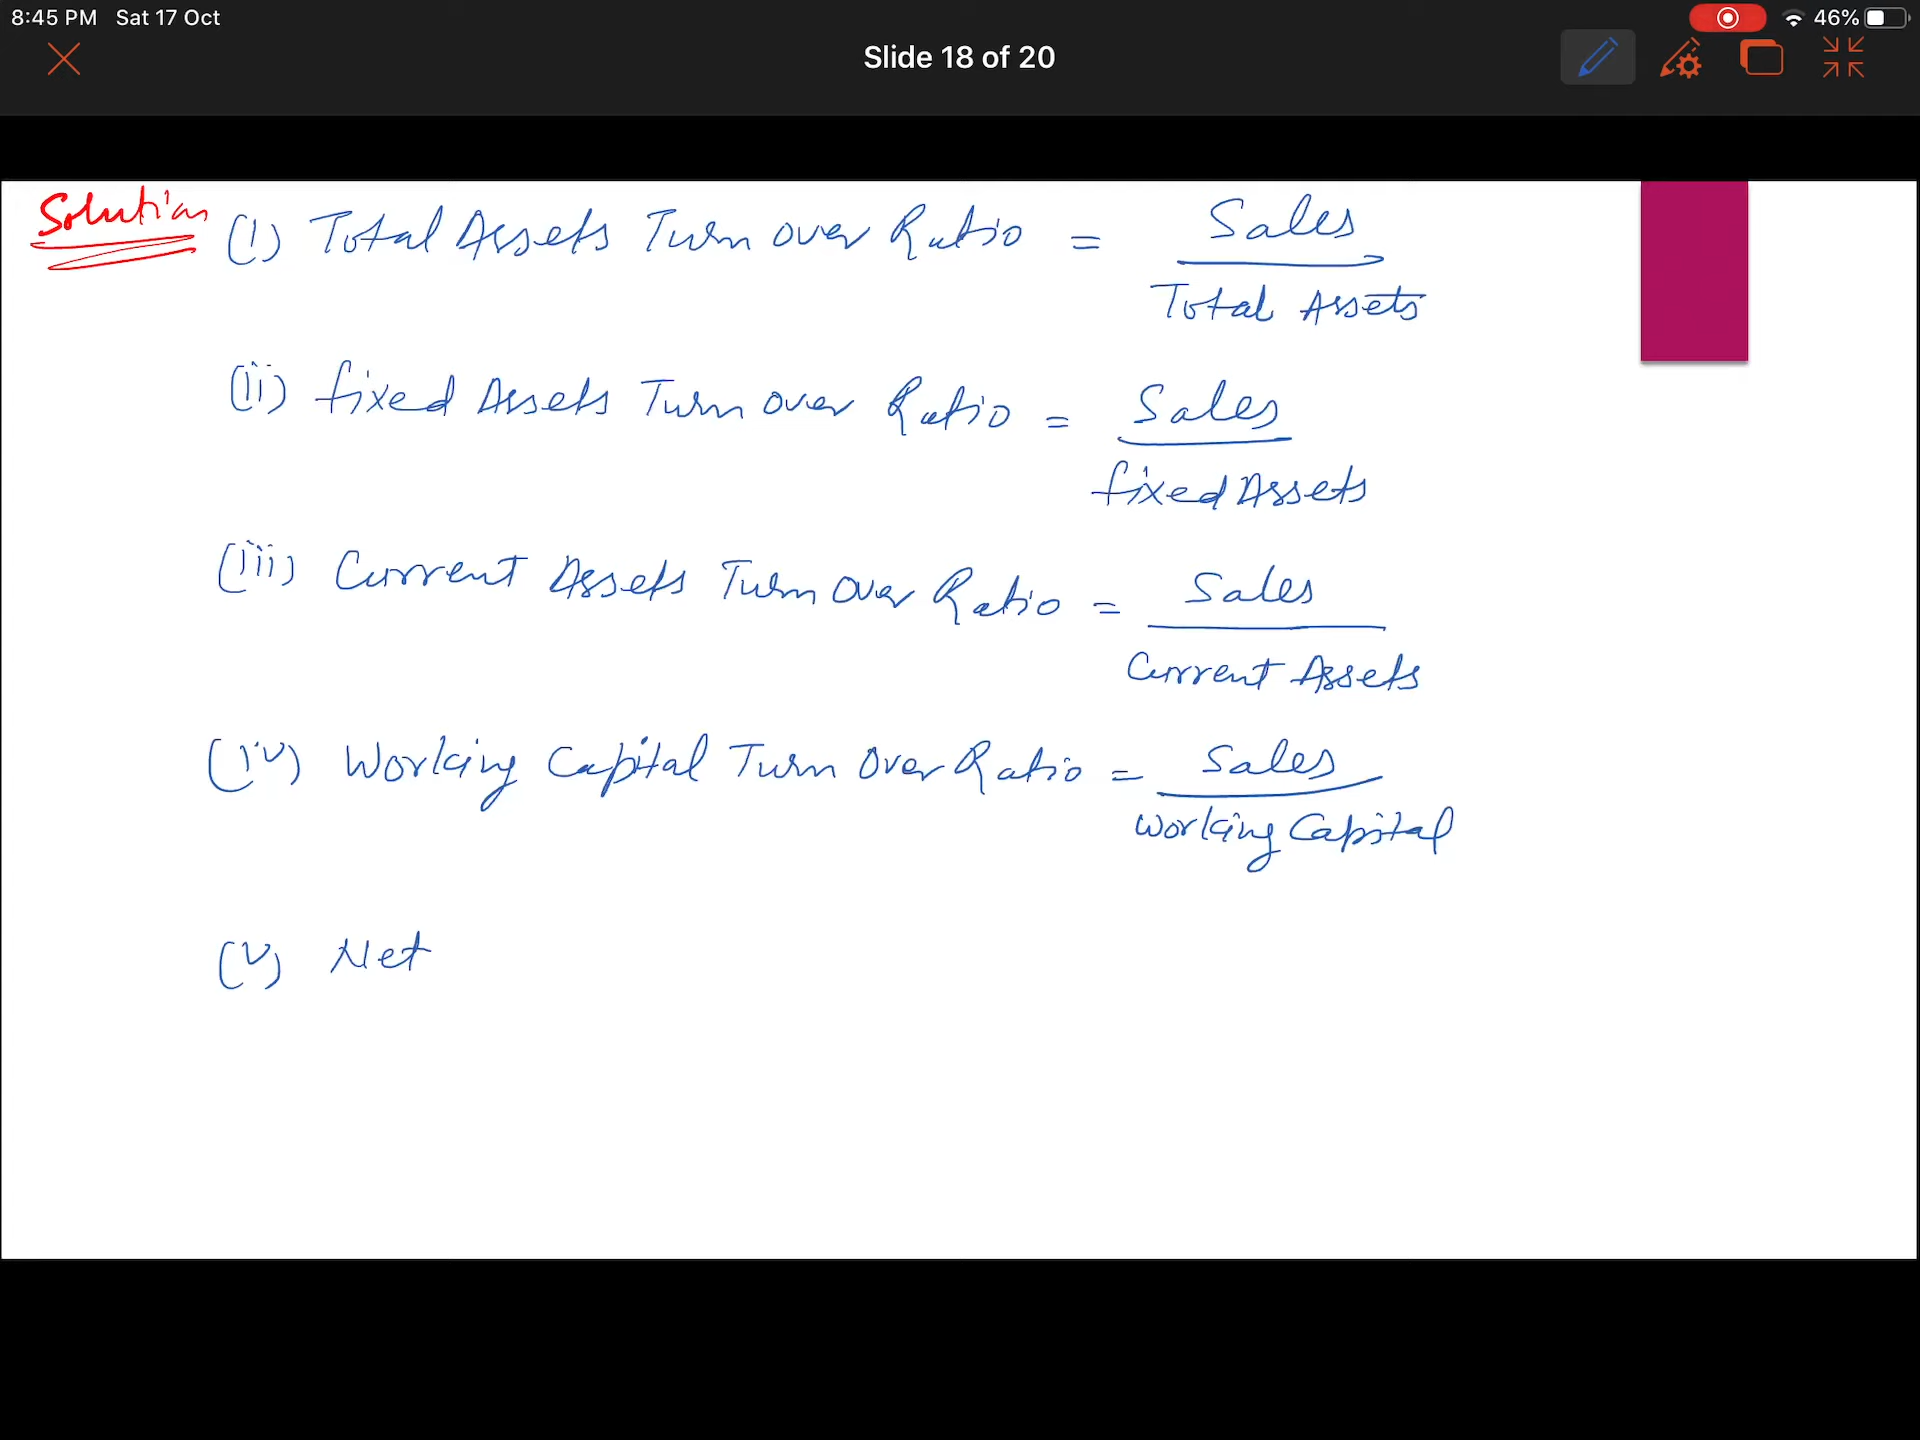 8:45 PM Sat 17 Oct 46%
Slide 18 of 20
Solution
(i) Total Assets Turn over Ratio = Sales
Total Assets
(ii) fixed Assets Turn over Ratio = Sales
fixed Assets
(iii) Current Assets Turn over Ratio = Sales
Current Assets
(iv) Working Capital Turn Over Ratio = Sales
Working Capital
(v) Net